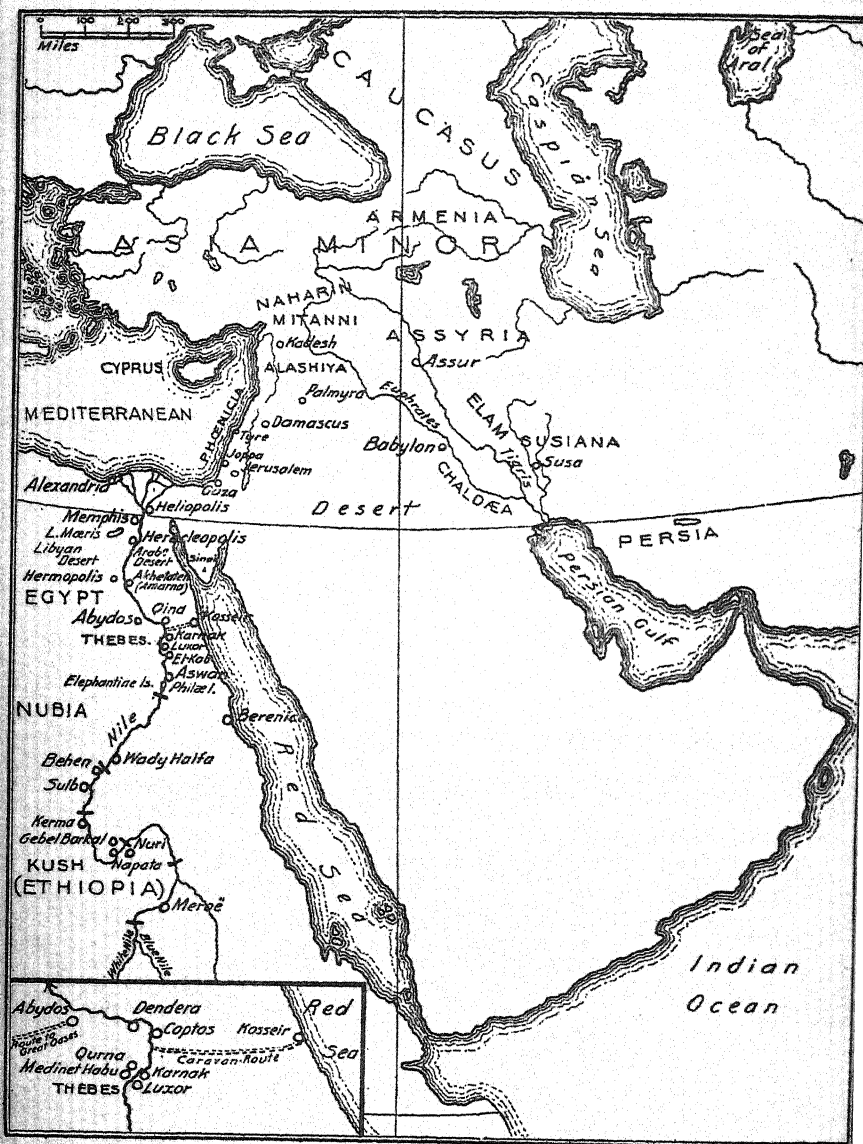 100 200 300
Miles
Sea
of
Aral
CAUCASUS
Caspian Sea
Black Sea
ARMENIA
ASIA MINOR
NAHARIN
MITANNI
ASSYRIA
Kadesh
Assur
CYPRUS
ALASHIYA
Palmyra
Euphrates
MEDITERRANEAN
PHŒNICIA
ELAM
Damascus
Tyre
Babylon
SUSIANA
Joppa
Tigris
Susa
Jerusalem
CHALDÆA
Alexandria
Gaza
Desert
Heliopolis
Memphis
PERSIA
L. Mœris
Heracleopolis
Libyan
Desert
Arabn
Desert
Sinai
Persian Gulf
Hermopolis
Akhetaten
(Amarna)
EGYPT
Abydos
Qina
Kosseir
THEBES.
Karnak
Luxor
El-Kab
Aswan
Elephantine Is.
Philæ I.
NUBIA
Nile
Berenice
Red Sea
Behen
Wady Halfa
Sulb
Kerma
Gebel Barkal
Nuri
KUSH
Napata
(ETHIOPIA)
Meroë
White Nile
Blue Nile
Indian
Ocean
Abydos
Dendera
Red
Sea
Coptos
Kosseir
Route to
Great Oases
Caravan-Route
Qurna
Medinet Habu
Karnak
THEBES
Luxor